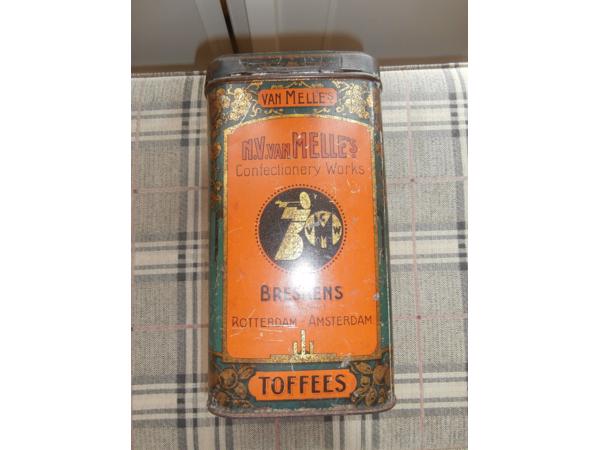 VAN MELLE'S
N.V. VAN MELLE'S
Confectionery Works
BRESKENS
ROTTERDAM - AMSTERDAM
TOFFEES